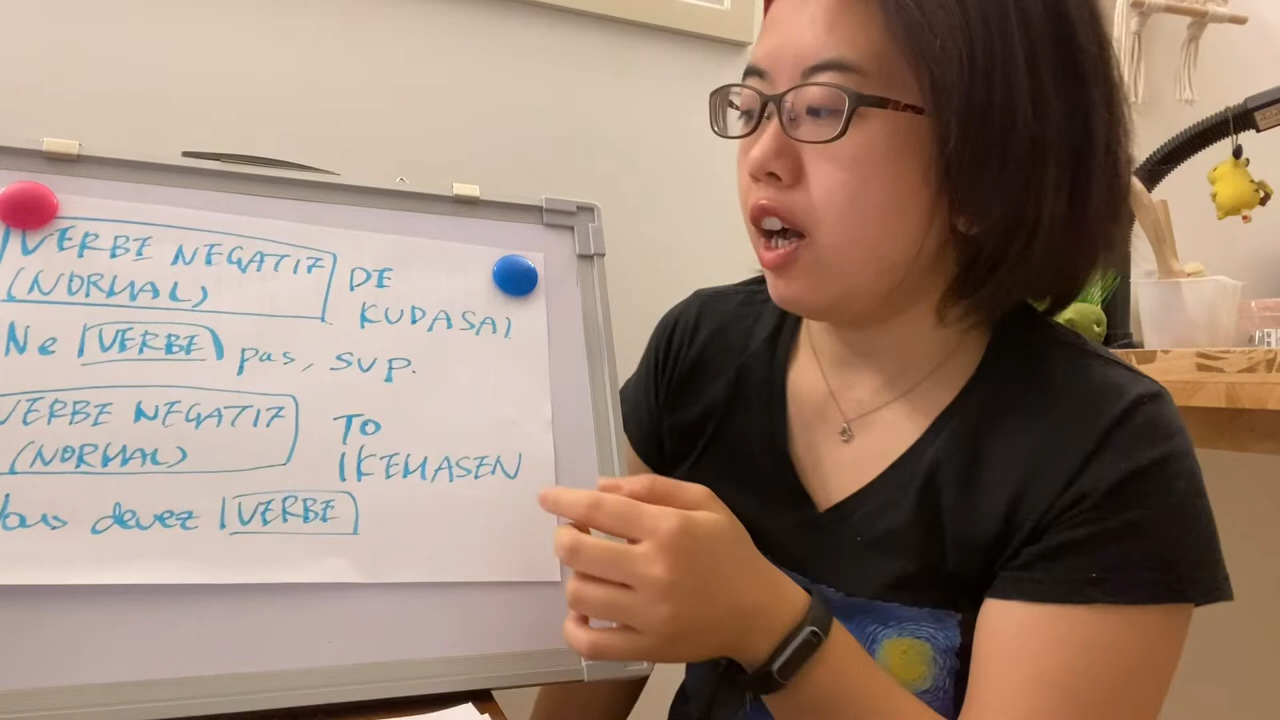 VERBE NEGATIF
(NORMAL)
DE
KUDASAI
Ne VERBE pas, svp.
VERBE NEGATIF
(NORMAL)
TO
IKEMASEN
Vous devez VERBE